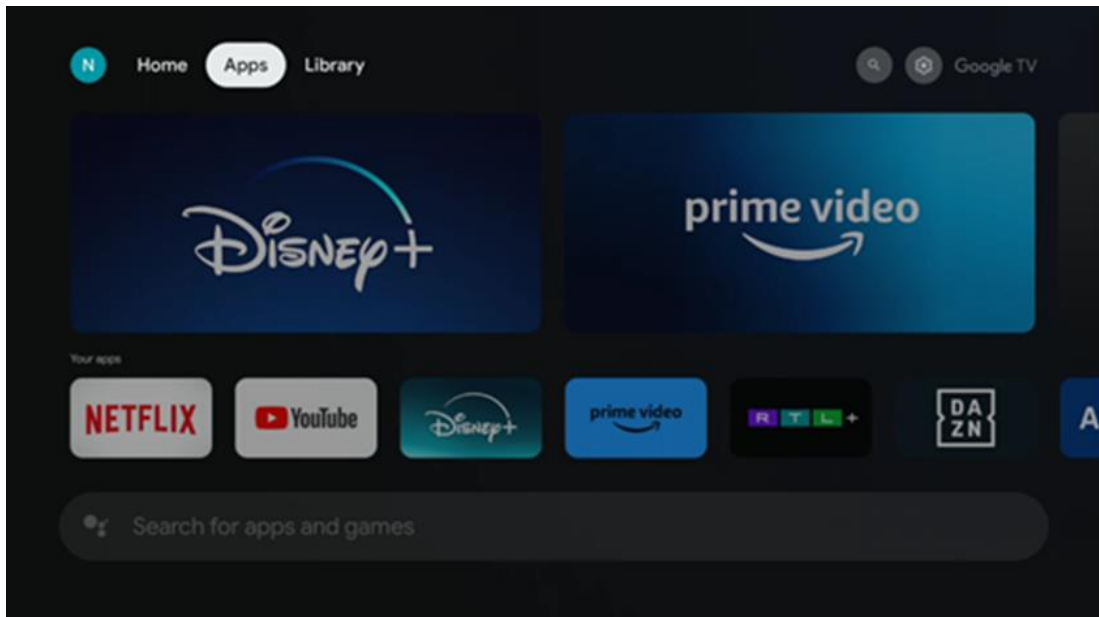 N Home Apps Library Google TV
Disney+ prime video
Your apps
NETFLIX YouTube Disney+ prime video RTL+ DAZN A
Search for apps and games